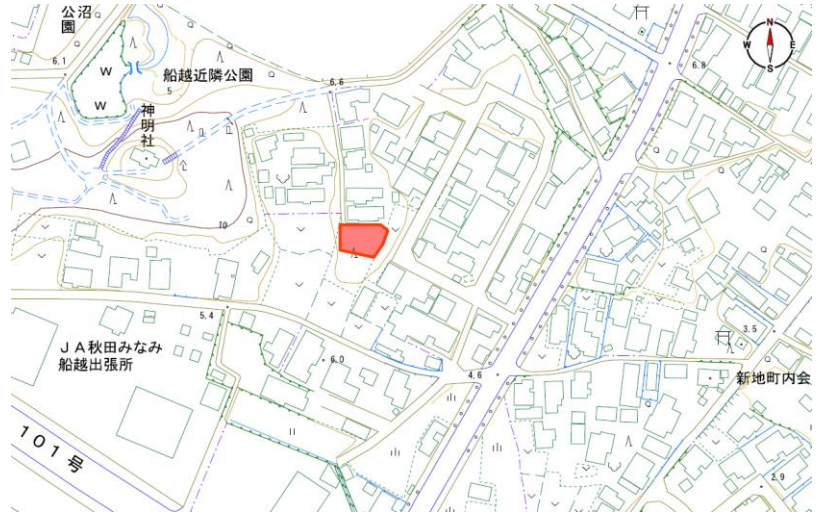 公沼
園
6.1
W
W
5
船越近隣公園
神明社
6.6
6.8
N
W
E
S
10
5.4
JA秋田みなみ
船越出張所
6.0
4.6
3.5
新地町内会
101号
2.9